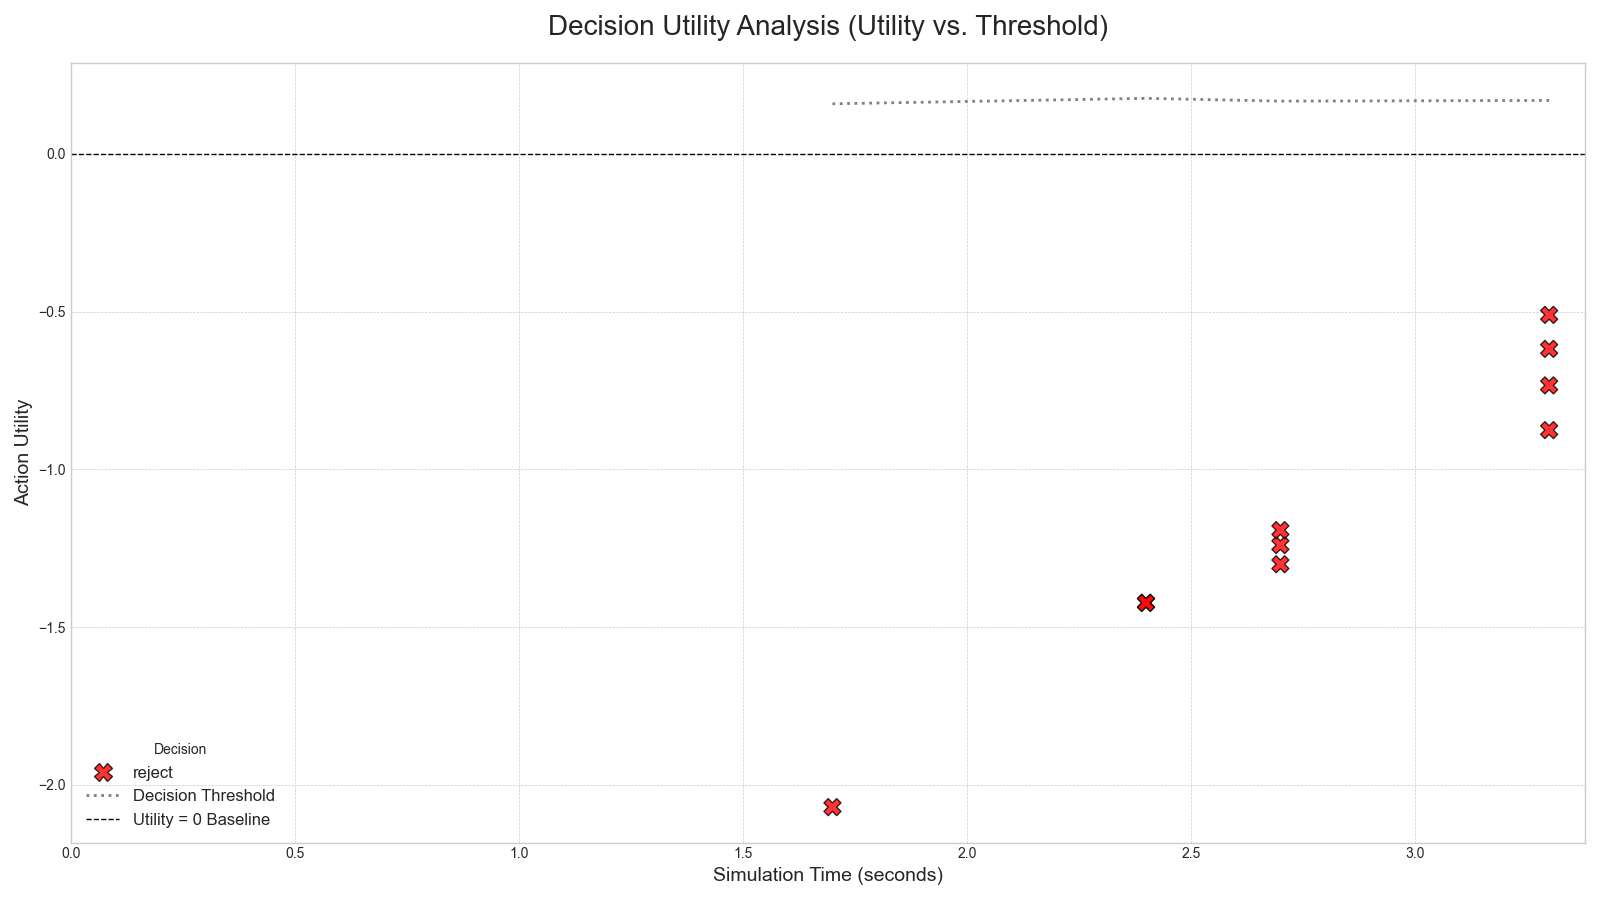 Decision Utility Analysis (Utility vs. Threshold)
Action Utility
0.0
−0.5
−1.0
−1.5
−2.0
Decision
reject
Decision Threshold
Utility = 0 Baseline
0.0 0.5 1.0 1.5 2.0 2.5 3.0
Simulation Time (seconds)